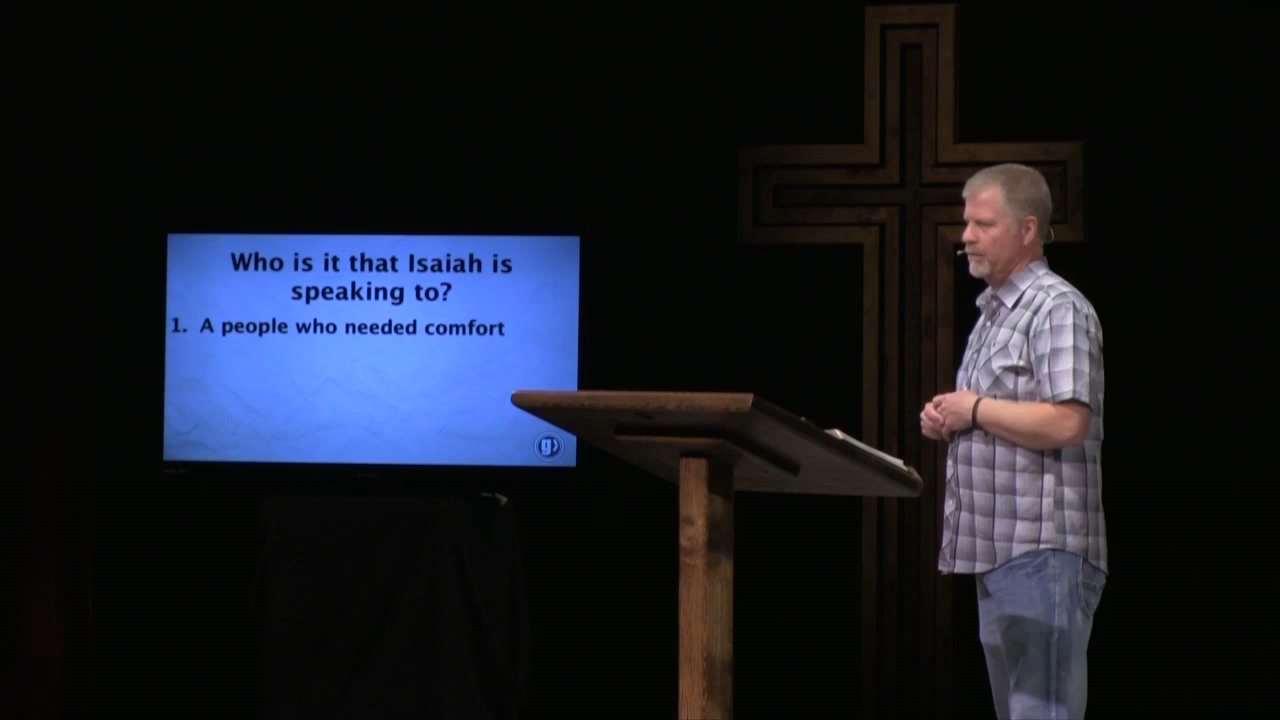 Who is it that Isaiah is
speaking to?
1. A people who needed comfort